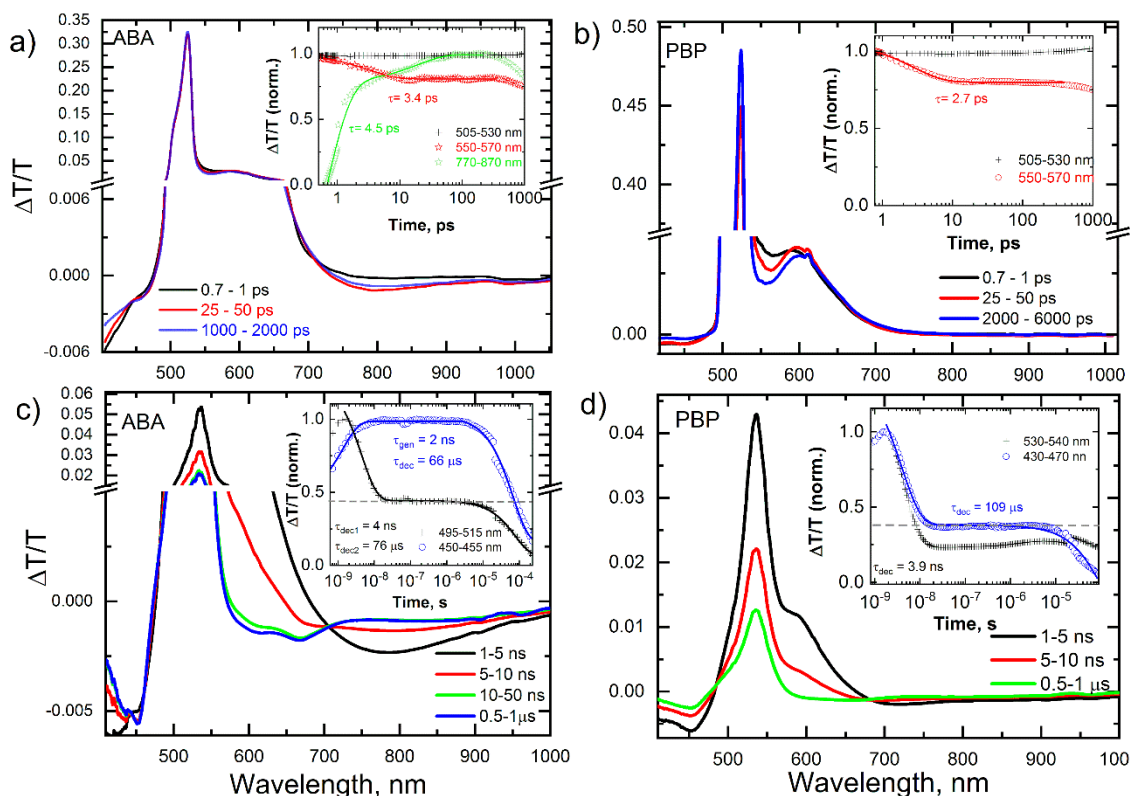 a)
ABA
ΔT/T
0.35
0.30
0.25
0.20
0.15
0.10
0.05
0.006
0.000
-0.006
400 500 600 700 800 900 1000
0.7 - 1 ps
25 - 50 ps
1000 - 2000 ps
ΔT/T (norm.)
1.0
0.5
0.0
τ= 3.4 ps
τ= 4.5 ps
505-530 nm
550-570 nm
770-870 nm
1 10 100 1000
Time, ps
b)
PBP
0.50
0.45
0.40
0.00
500 600 700 800 900 1000
0.7 - 1 ps
25 - 50 ps
2000 - 6000 ps
ΔT/T (norm.)
1.0
0.5
0.0
τ= 2.7 ps
505-530 nm
550-570 nm
1 10 100 1000
Time, ps
c)
ABA
ΔT/T
0.06
0.05
0.04
0.03
0.02
0.000
-0.005
500 600 700 800 900 1000
Wavelength, nm
1-5 ns
5-10 ns
10-50 ns
0.5-1μs
ΔT/T (norm.)
1.0
0.5
0.0
τgen = 2 ns
τdec = 66 μs
τdec1 = 4 ns
τdec2 = 76 μs
495-515 nm
450-455 nm
10-9 10-8 10-7 10-6 10-5 10-4
Time, s
d)
PBP
0.04
0.03
0.02
0.01
0.00
500 600 700 800 900 1000
Wavelength, nm
1-5 ns
5-10 ns
0.5-1 μs
ΔT/T (norm.)
1.0
0.5
0.0
530-540 nm
430-470 nn
τdec = 109 μs
τdec = 3.9 ns
10-9 10-8 10-7 10-6 10-5
Time, s